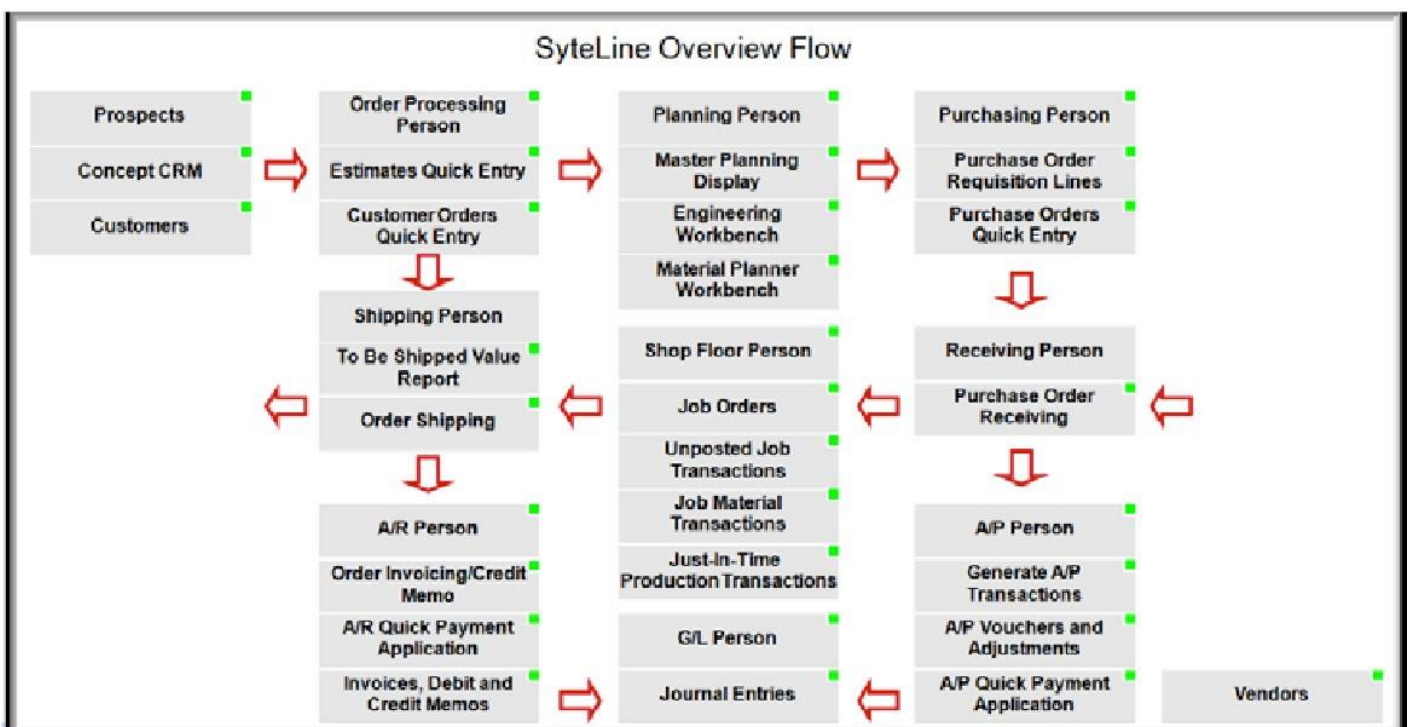 SyteLine Overview Flow
Prospects
Concept CRM
Customers
Order Processing
Person
Estimates Quick Entry
Customer Orders
Quick Entry
Planning Person
Master Planning
Display
Engineering
Workbench
Material Planner
Workbench
Purchasing Person
Purchase Order
Requisition Lines
Purchase Orders
Quick Entry
Shipping Person
To Be Shipped Value
Report
Order Shipping
Shop Floor Person
Job Orders
Unposted Job
Transactions
Job Material
Transactions
Just-In-Time
Production Transactions
Receiving Person
Purchase Order
Receiving
A/R Person
Order Invoicing/Credit
Memo
A/R Quick Payment
Application
Invoices, Debit and
Credit Memos
G/L Person
Journal Entries
A/P Person
Generate A/P
Transactions
A/P Vouchers and
Adjustments
A/P Quick Payment
Application
Vendors